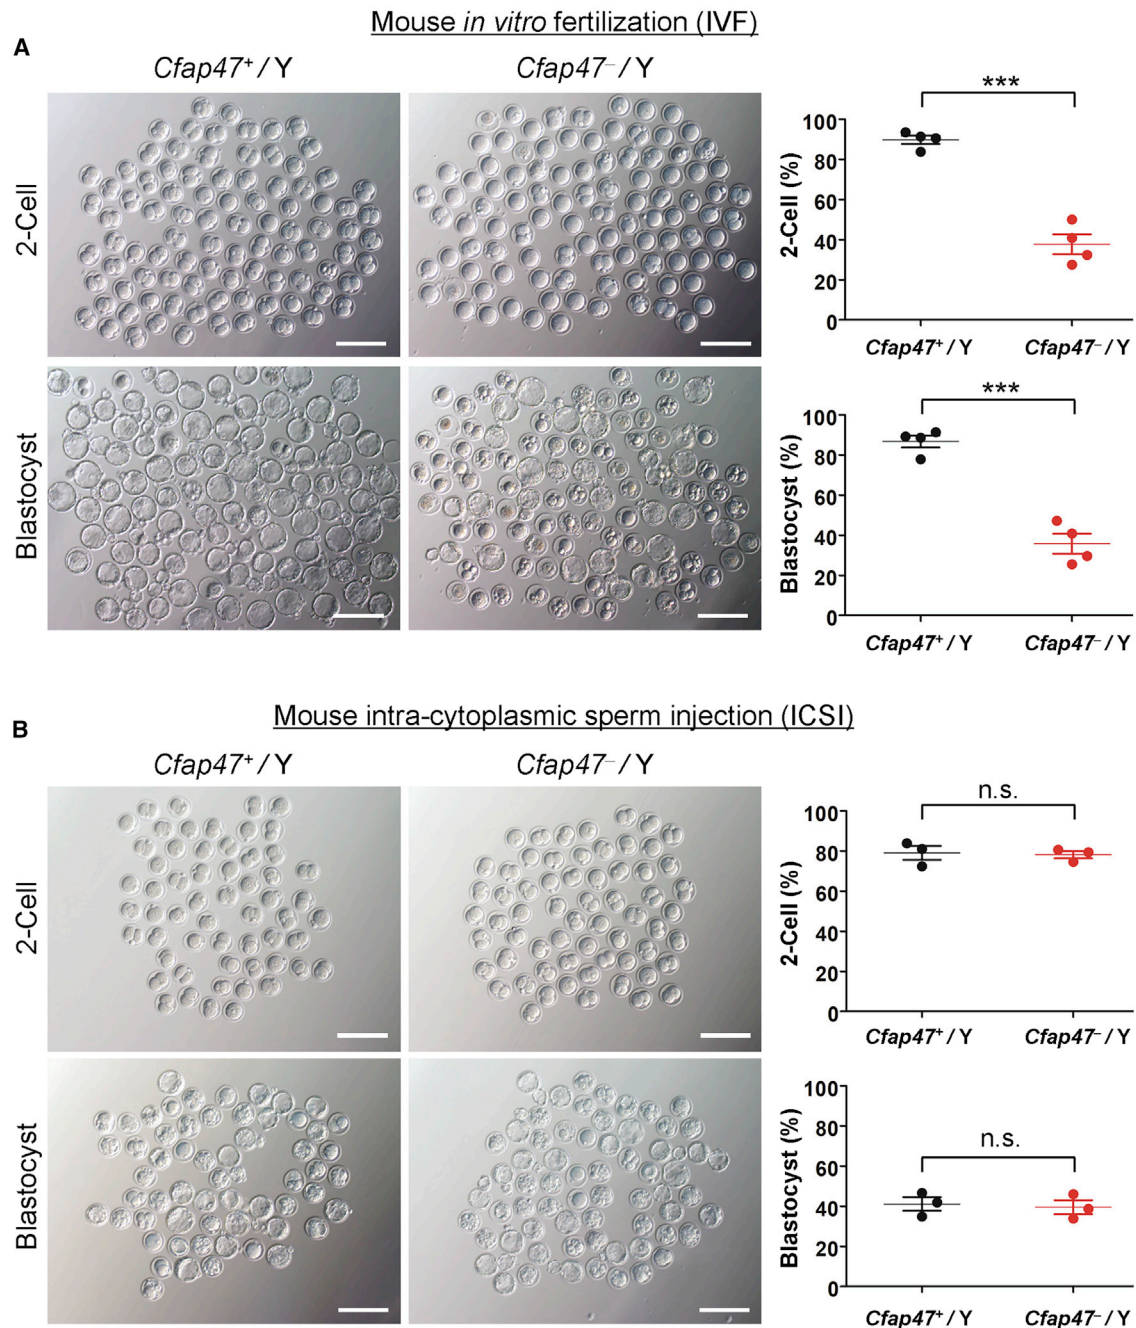 Mouse in vitro fertilization (IVF)
A
Cfap47⁺/Y
Cfap47⁻/Y
2-Cell
Blastocyst
***
100
80
60
40
20
0
2-Cell (%)
Cfap47⁺/Y
Cfap47⁻/Y
***
100
80
60
40
20
0
Blastocyst (%)
Cfap47⁺/Y
Cfap47⁻/Y
Mouse intra-cytoplasmic sperm injection (ICSI)
B
Cfap47⁺/Y
Cfap47⁻/Y
2-Cell
Blastocyst
n.s.
100
80
60
40
20
0
2-Cell (%)
Cfap47⁺/Y
Cfap47⁻/Y
n.s.
100
80
60
40
20
0
Blastocyst (%)
Cfap47⁺/Y
Cfap47⁻/Y